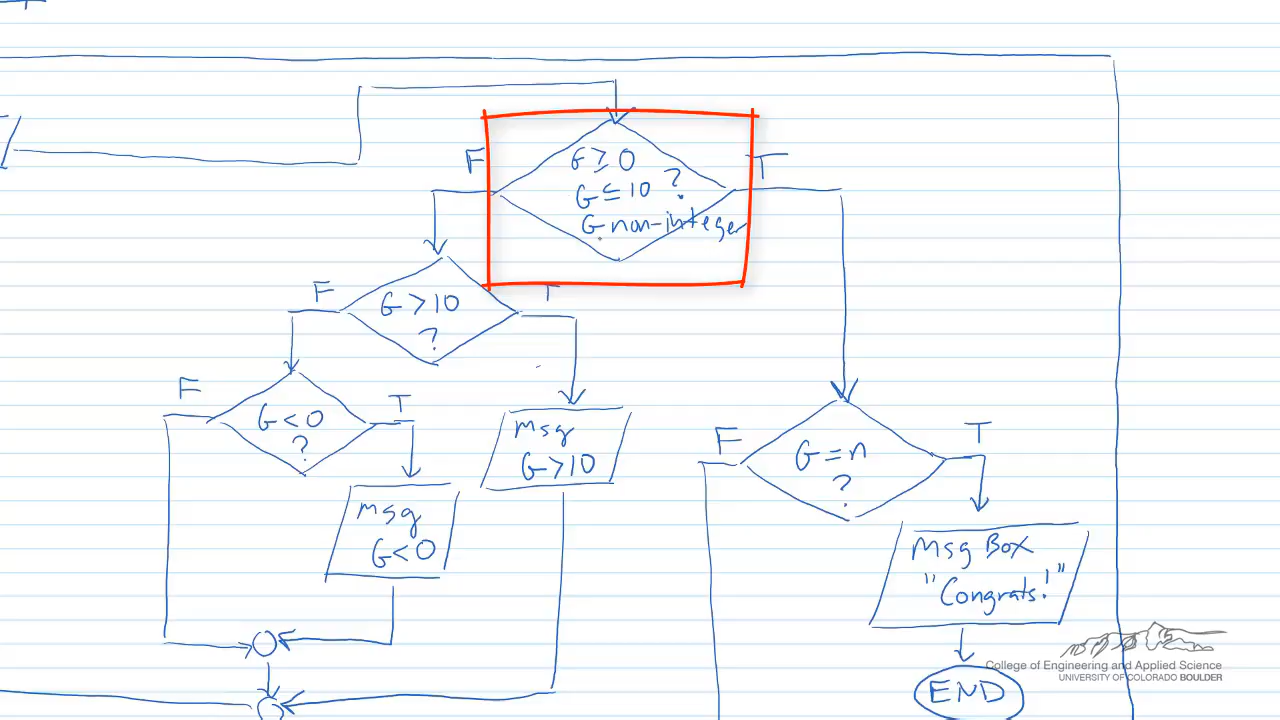 F
G ≥ 0
G ≤ 10 ?
G non-integer
T
F
G > 10
?
T
F
G < 0
?
T
msg
G > 10
msg
G < 0
F
G = n
?
T
Msg Box
"Congrats!"
END
College of Engineering and Applied Science
UNIVERSITY OF COLORADO BOULDER